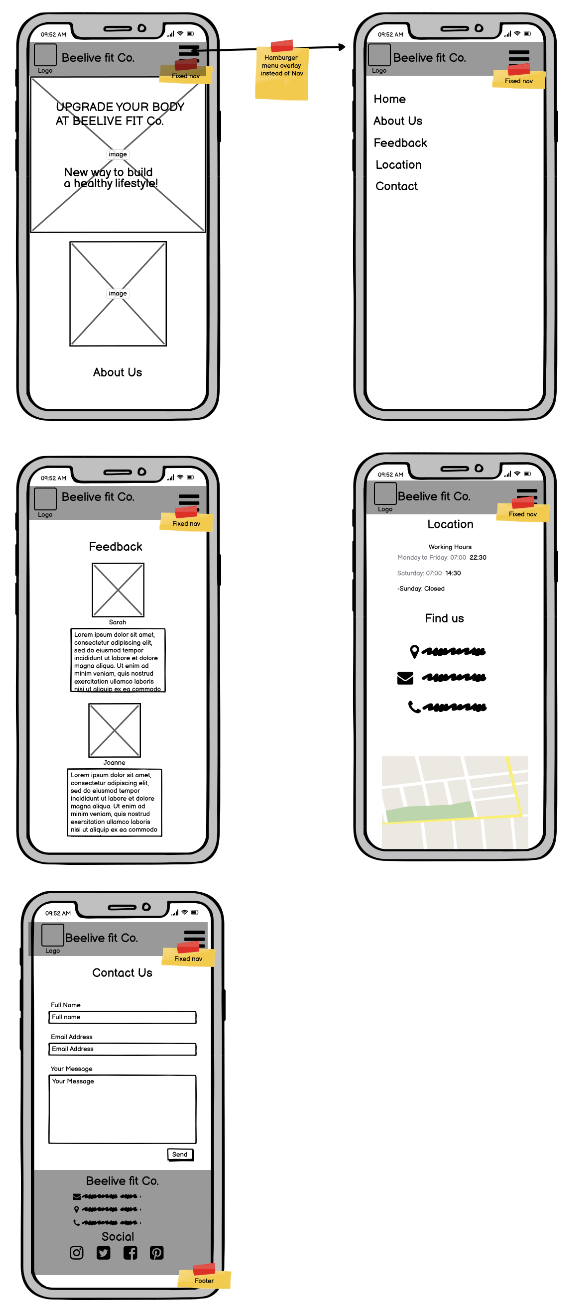 09:52 AM
Beelive fit Co.
Logo
Fixed nav
UPGRADE YOUR BODY
AT BEELIVE FIT Co.
image
New way to build
a healthy lifestyle!
image
About Us
Hamburger
menu overlay
instead of Nav
09:52 AM
Beelive fit Co.
Logo
Fixed nav
Home
About Us
Feedback
Location
Contact
09:52 AM
Beelive fit Co.
Logo
Fixed nav
Feedback
Sarah
Lorem ipsum dolor sit amet,
consectetur adipiscing elit,
sed do eiusmod tempor
incididunt ut labore et dolore
magna aliqua. Ut enim ad
minim veniam, quis nostrud
exercitation ullamco laboris
nisi ut aliquip ex ea commodo
Joanne
Lorem ipsum dolor sit amet,
consectetur adipiscing elit,
sed do eiusmod tempor
incididunt ut labore et dolore
magna aliqua. Ut enim ad
minim veniam, quis nostrud
exercitation ullamco laboris
nisi ut aliquip ex ea commodo
09:52 AM
Beelive fit Co.
Logo
Fixed nav
Location
Working Hours
Monday to Friday: 07:00 22:30
Saturday: 07:00 14:30
-Sunday: Closed
Find us
09:52 AM
Beelive fit Co.
Logo
Fixed nav
Contact Us
Full Name
Full name
Email Address
Email Address
Your Message
Your Message
Send
Beelive fit Co.
Social
Footer